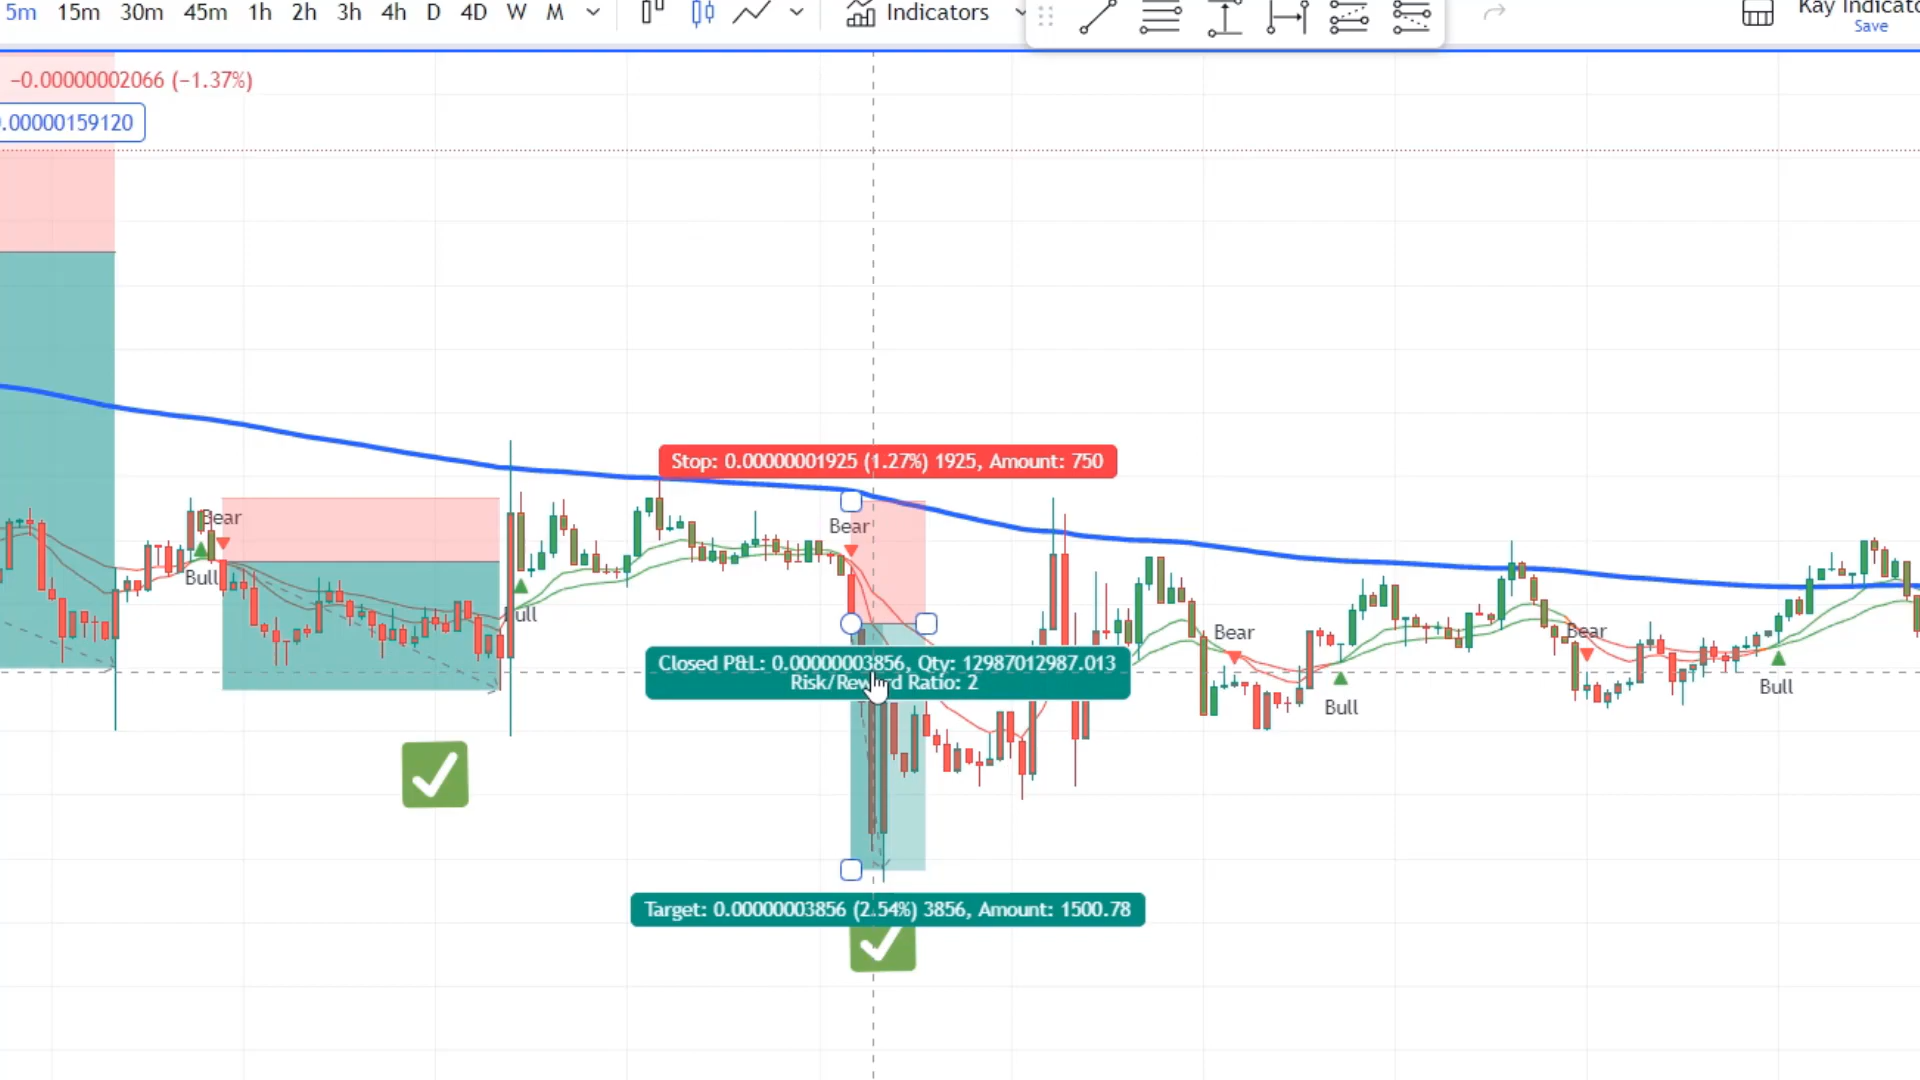 5m 15m 30m 45m 1h 2h 3h 4h D 4D W M Indicators
Save
−0.00000002066 (−1.37%)
.00000159120
Stop: 0.00000001925 (1.27%) 1925, Amount: 750
Bear
Bear
Bull
Bull
Closed P&L: 0.00000003856, Qty: 12987012987.013
Risk/Reward Ratio: 2
Bear
Bear
Bull
Bull
Target: 0.00000003856 (2.54%) 3856, Amount: 1500.78